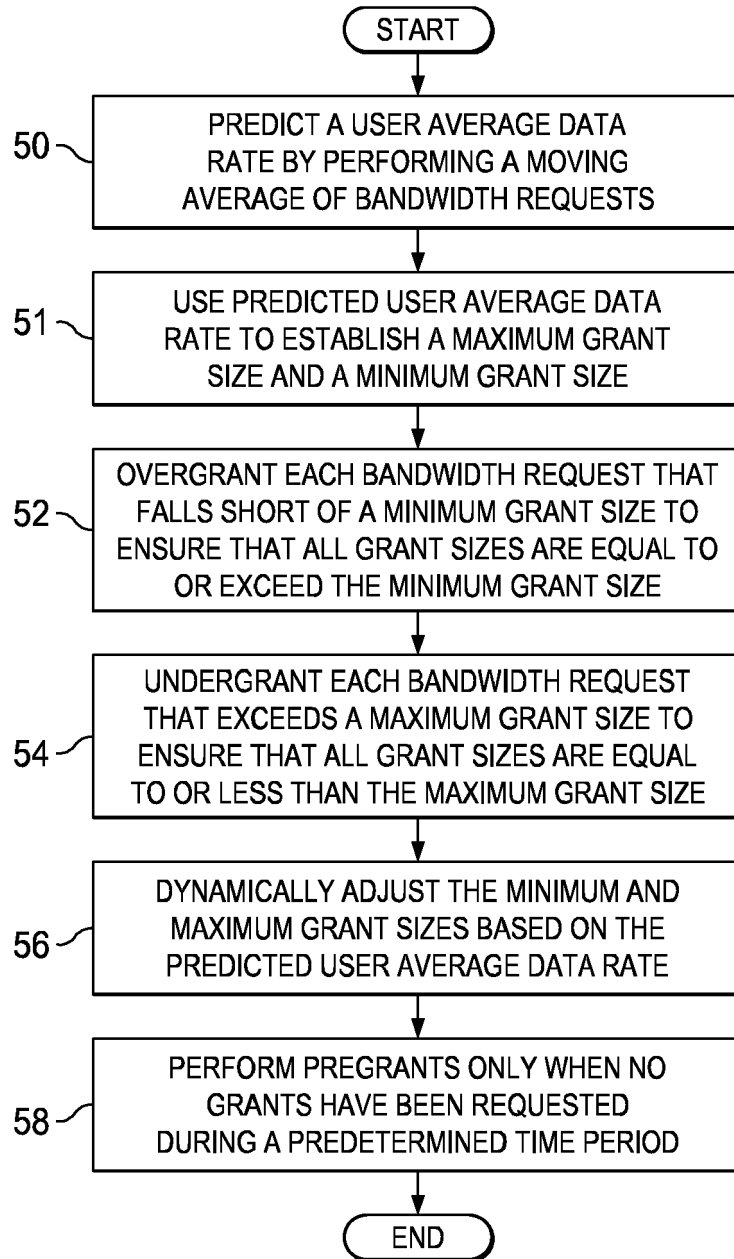 START
50
PREDICT A USER AVERAGE DATA
RATE BY PERFORMING A MOVING
AVERAGE OF BANDWIDTH REQUESTS
51
USE PREDICTED USER AVERAGE DATA
RATE TO ESTABLISH A MAXIMUM GRANT
SIZE AND A MINIMUM GRANT SIZE
52
OVERGRANT EACH BANDWIDTH REQUEST THAT
FALLS SHORT OF A MINIMUM GRANT SIZE TO
ENSURE THAT ALL GRANT SIZES ARE EQUAL TO
OR EXCEED THE MINIMUM GRANT SIZE
54
UNDERGRANT EACH BANDWIDTH REQUEST
THAT EXCEEDS A MAXIMUM GRANT SIZE TO
ENSURE THAT ALL GRANT SIZES ARE EQUAL
TO OR LESS THAN THE MAXIMUM GRANT SIZE
56
DYNAMICALLY ADJUST THE MINIMUM AND
MAXIMUM GRANT SIZES BASED ON THE
PREDICTED USER AVERAGE DATA RATE
58
PERFORM PREGRANTS ONLY WHEN NO
GRANTS HAVE BEEN REQUESTED
DURING A PREDETERMINED TIME PERIOD
END